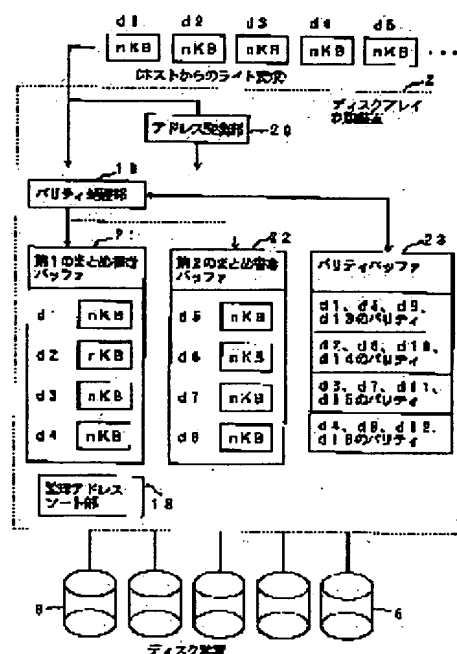 d1 d2 d3 d4 d5
nKB nKB nKB nKB nKB ...
ホストからのライト要求
2
ディスクアレイ
アドレス変換部 20
19
パリティ処理部
21 22 23
第1のまとめ書き
バッファ
第2のまとめ書き
バッファ
パリティバッファ
d1 nKB
d2 nKB
d3 nKB
d4 nKB
d5 nKB
d6 nKB
d7 nKB
d8 nKB
d1、d5、d9、
d13のパリティ
d2、d6、d10、
d14のパリティ
d3、d7、d11、
d15のパリティ
d4、d8、d12、
d16のパリティ
アドレス
ソート部
18
6 6
ディスク装置